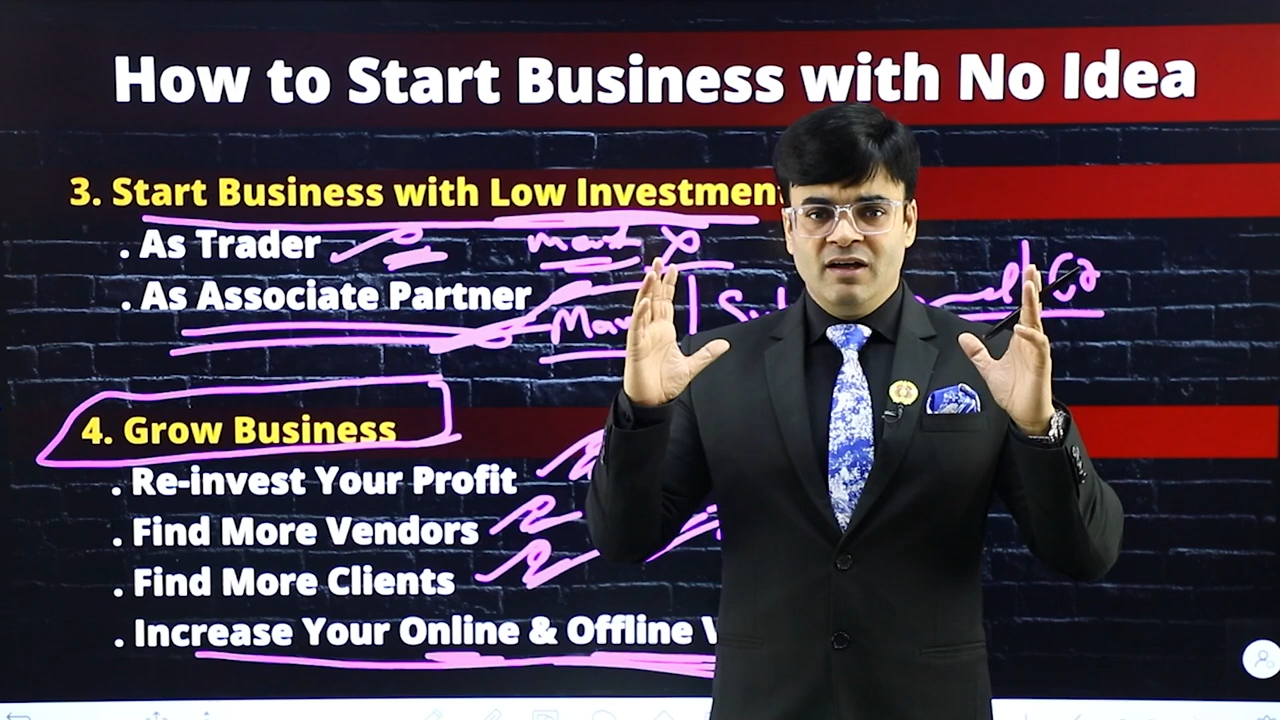 How to Start Business with No Idea
3. Start Business with Low Investmen
. As Trader
. As Associate Partner
4. Grow Business
. Re-invest Your Profit
. Find More Vendors
. Find More Clients
. Increase Your Online & Offline